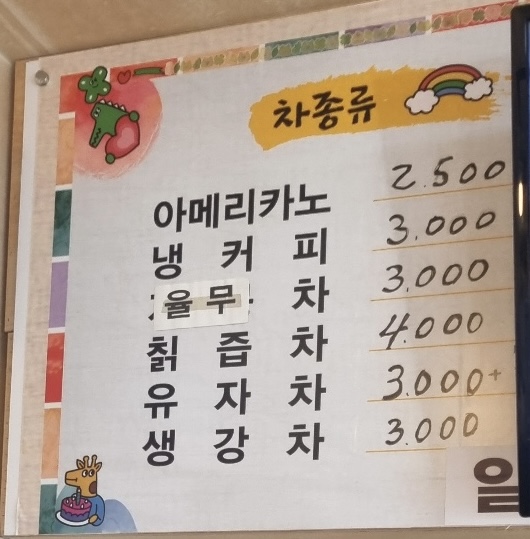 차종류
아메리카노 2.500
냉 커 피 3.000
율무 차 3.000
칡 즙 차 4.000
유 자 차 3.000+
생 강 차 3.000